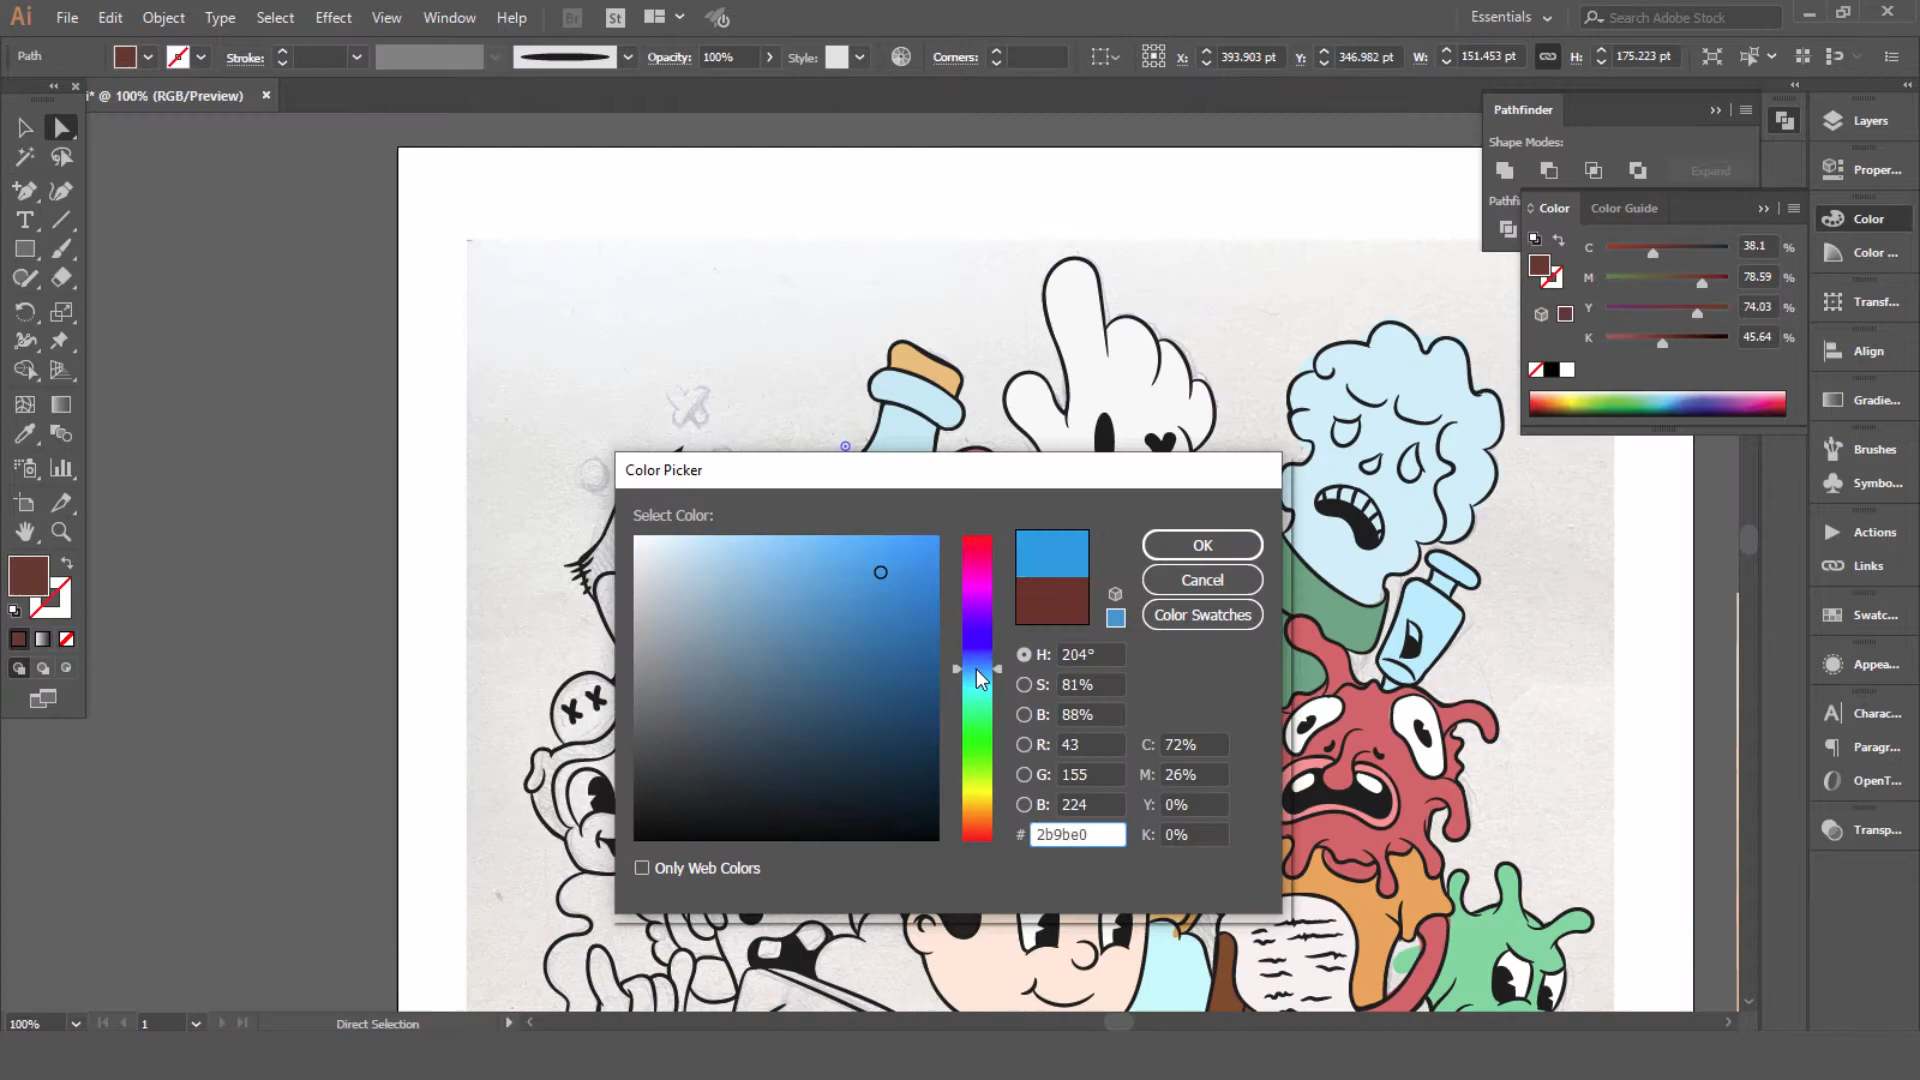 Ai File Edit Object Type Select Effect View Window Help Br St Essentials Search Adobe Stock
Path Stroke: Opacity: 100% Style: Corners: X: 393.903 pt Y: 346.982 pt W: 151.453 pt H: 175.223 pt
i* @ 100% (RGB/Preview)
Pathfinder
Shape Modes:
Expand
Pathfi
Color Color Guide
C 38.1 %
M 78.59 %
Y 74.03 %
K 45.64 %
Layers
Proper...
Color
Color ...
Transf...
Align
Gradie...
Brushes
Symbo...
Actions
Links
Swatc...
Appea...
Charac...
Paragr...
OpenT...
Transp...
Color Picker
Select Color:
OK
Cancel
Color Swatches
H: 204°
S: 81%
B: 88%
R: 43 C: 72%
G: 155 M: 26%
B: 224 Y: 0%
# 2b9be0 K: 0%
Only Web Colors
100% 1 Direct Selection